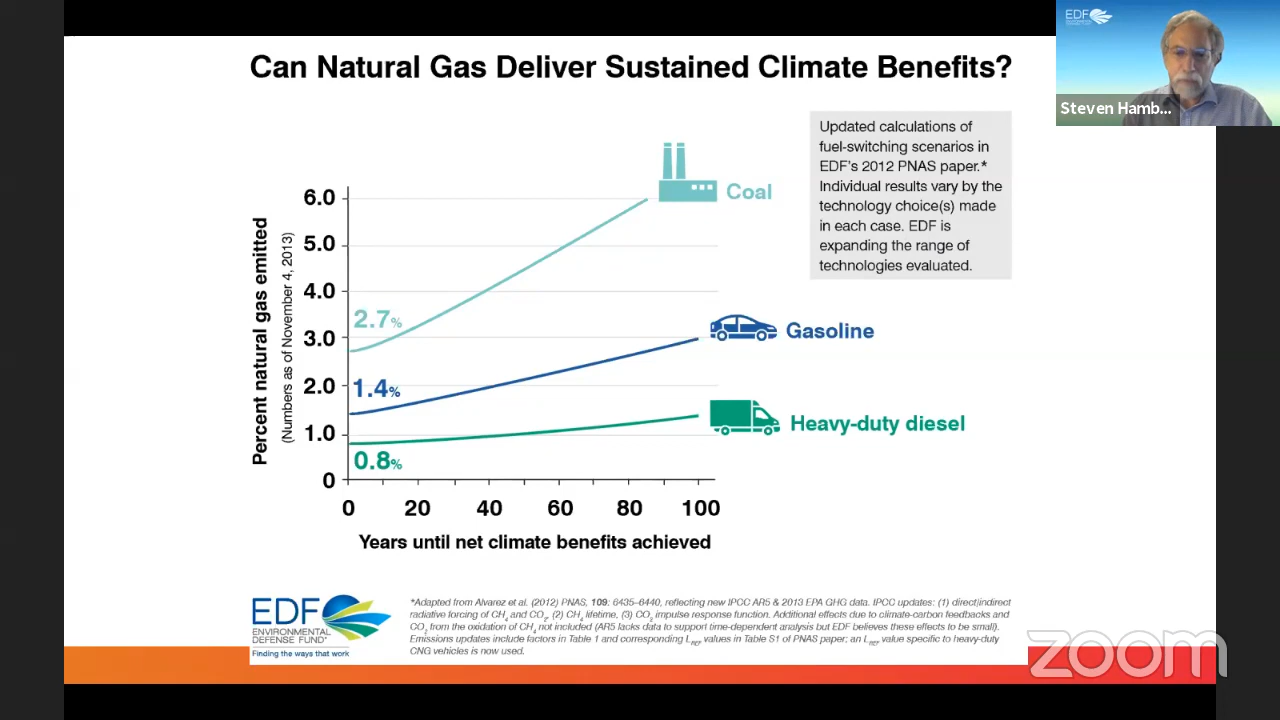 Can Natural Gas Deliver Sustained Climate Benefits?
EDF
Steven Hamb...
Updated calculations of
fuel-switching scenarios in
EDF's 2012 PNAS paper.*
Individual results vary by the
technology choice(s) made
in each case. EDF is
expanding the range of
technologies evaluated.
Percent natural gas emitted
(Numbers as of November 4, 2013)
6.0
5.0
4.0
3.0
2.0
1.0
0
2.7%
1.4%
0.8%
Coal
Gasoline
Heavy-duty diesel
0 20 40 60 80 100
Years until net climate benefits achieved
EDF
ENVIRONMENTAL
DEFENSE FUND
Finding the ways that work
*Adapted from Alvarez et al. (2012) PNAS, 109: 6435–6440, reflecting new IPCC AR5 & 2013 EPA GHG data. IPCC updates: (1) direct/indirect
radiative forcing of CH4 and CO2, (2) CH4 lifetime, (3) CO2 impulse response function. Additional effects due to climate-carbon feedbacks and
CO2 from the oxidation of CH4 not included (AR5 lacks data to support time-dependent analysis but EDF believes these effects to be small).
Emissions updates include factors in Table 1 and corresponding LREF values in Table S1 of PNAS paper; an LREF value specific to heavy-duty
CNG vehicles is now used.
zoom